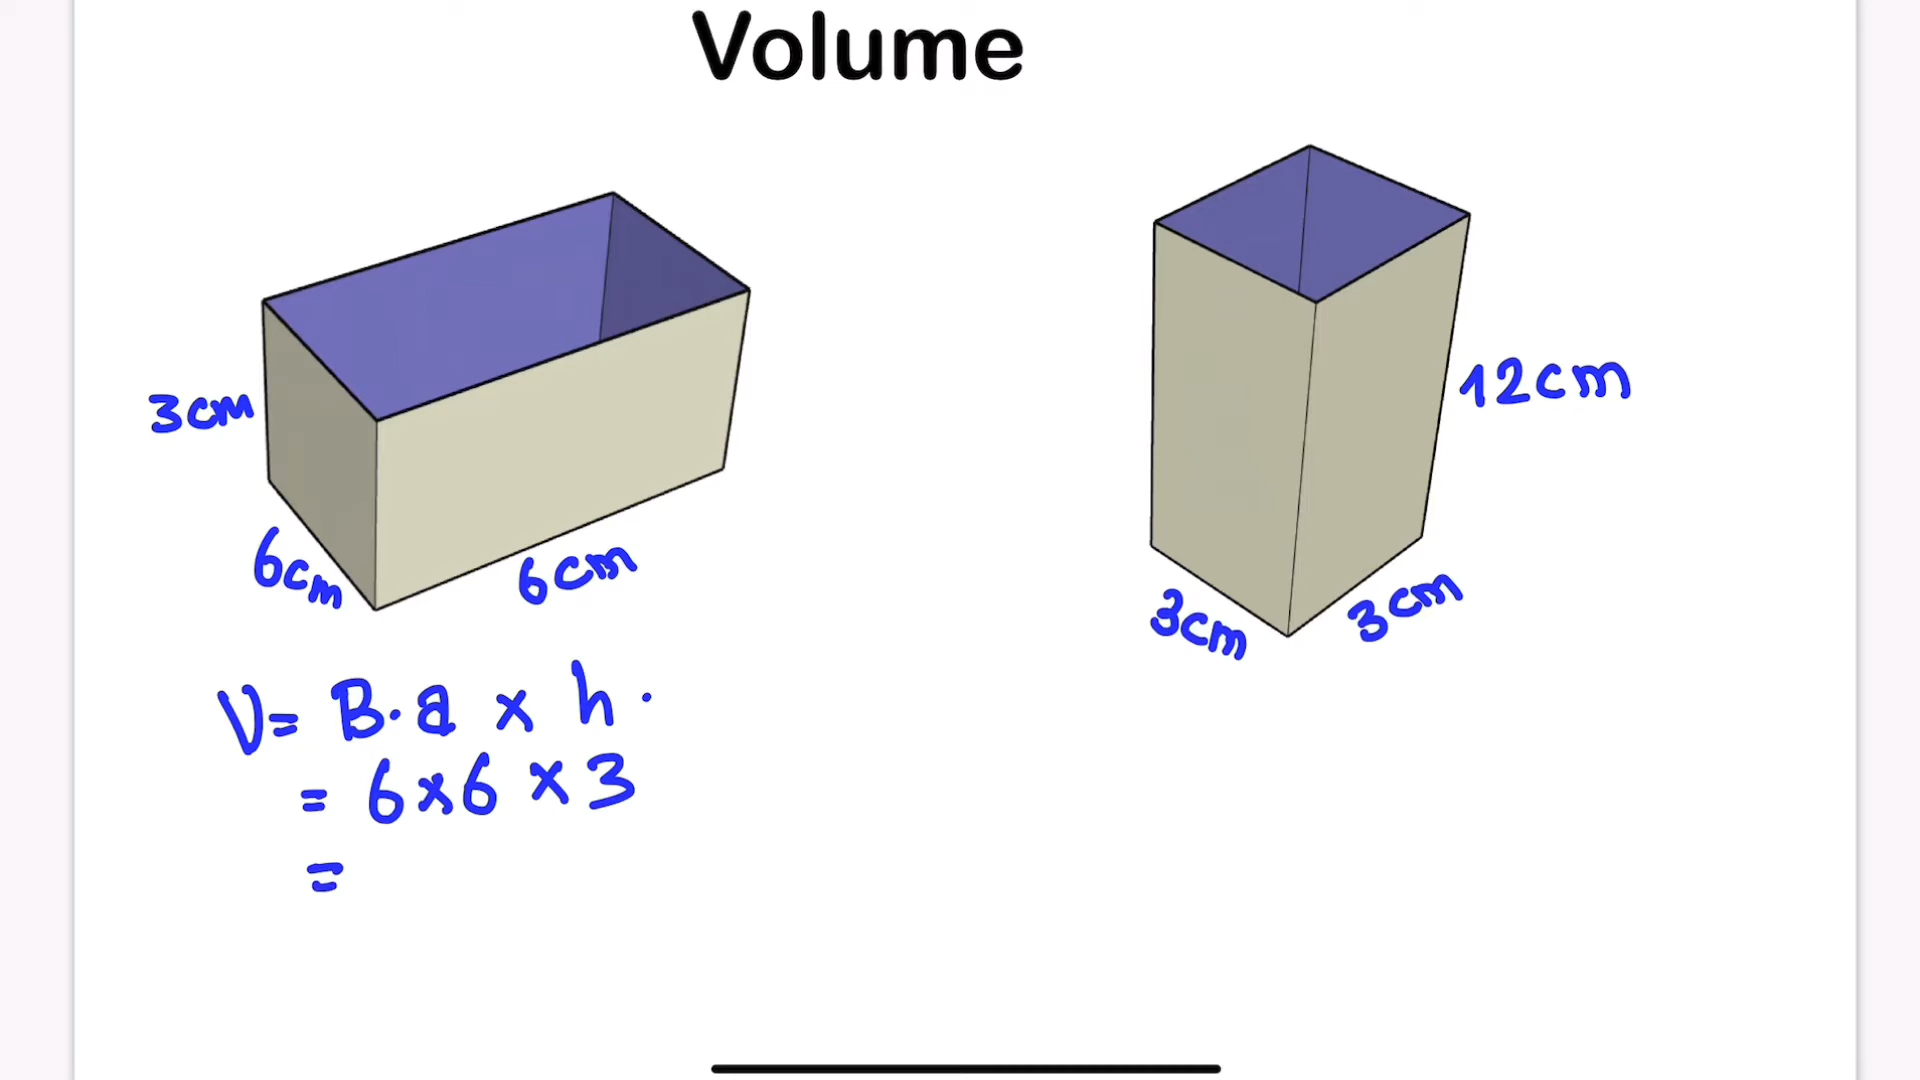 Volume
3cm
6cm
6cm
12cm
3cm
3cm
V= B.a x h.
= 6x6 x 3
=